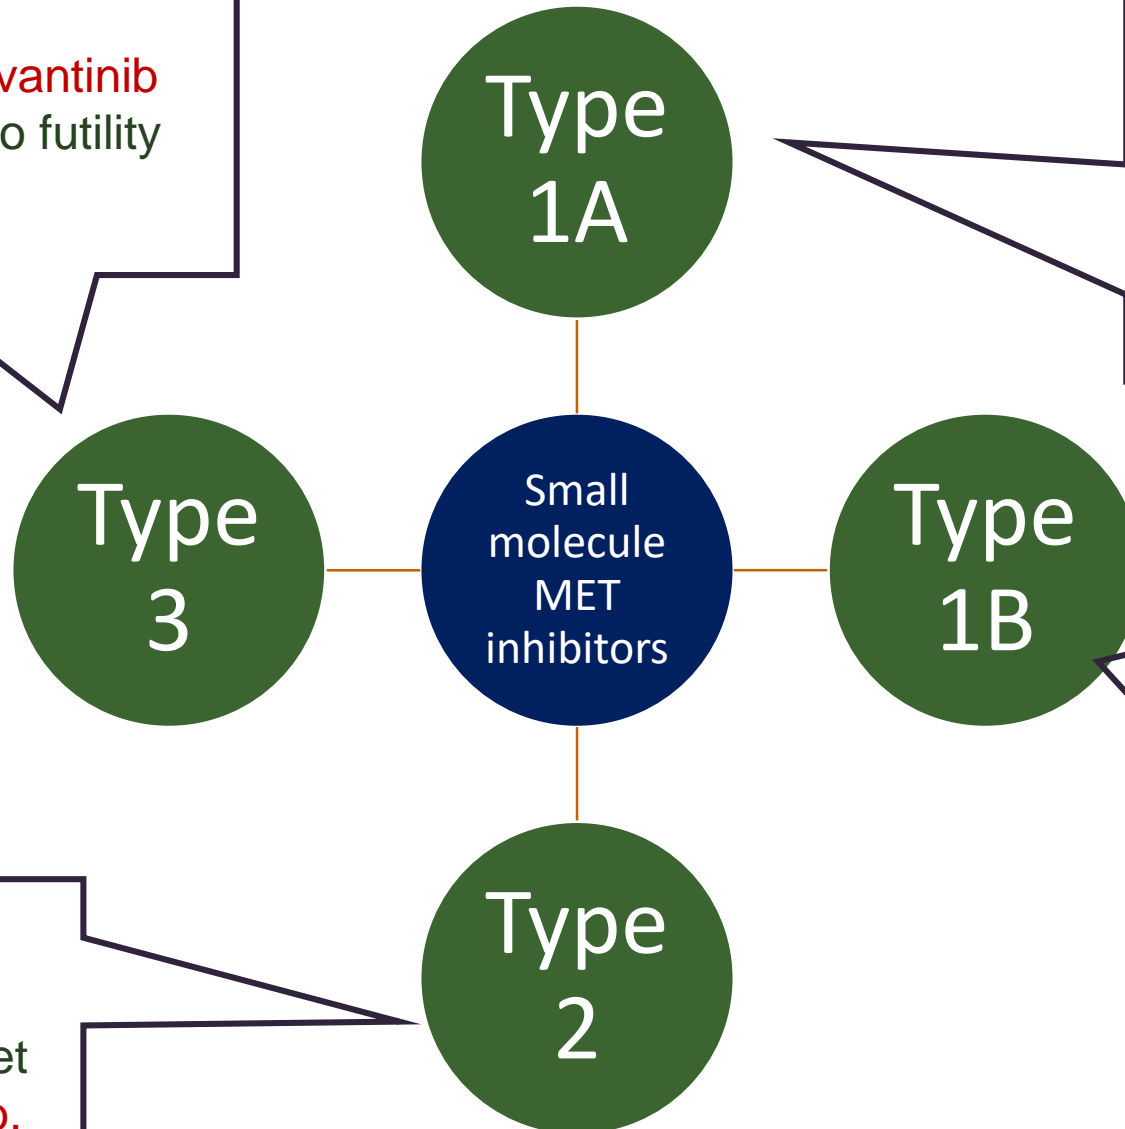 vantinib
o futility
Type
1A
Type
3
Small
molecule
MET
inhibitors
Type
1B
Type
2
et
o.